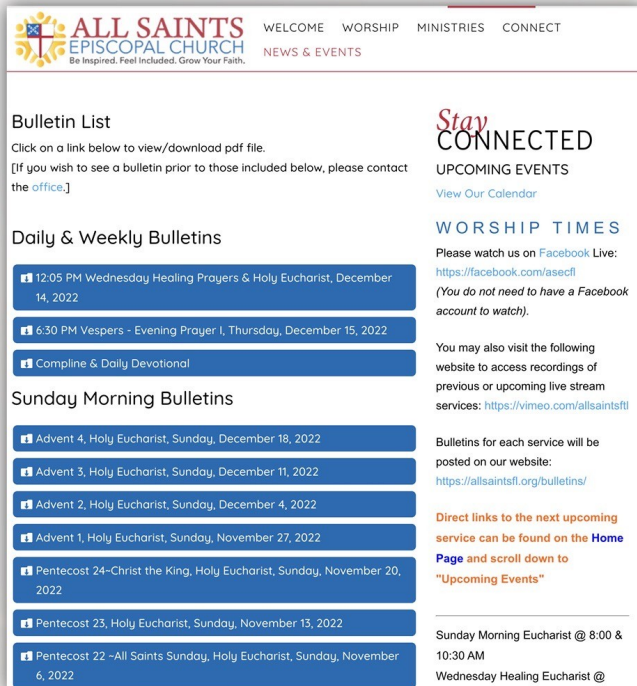 ALL SAINTS
EPISCOPAL CHURCH
Be Inspired. Feel Included. Grow Your Faith.
WELCOME WORSHIP MINISTRIES CONNECT
NEWS & EVENTS
Bulletin List
Click on a link below to view/download pdf file.
[If you wish to see a bulletin prior to those included below, please contact
the office.]
Daily & Weekly Bulletins
12:05 PM Wednesday Healing Prayers & Holy Eucharist, December
14, 2022
6:30 PM Vespers - Evening Prayer I, Thursday, December 15, 2022
Compline & Daily Devotional
Sunday Morning Bulletins
Advent 4, Holy Eucharist, Sunday, December 18, 2022
Advent 3, Holy Eucharist, Sunday, December 11, 2022
Advent 2, Holy Eucharist, Sunday, December 4, 2022
Advent 1, Holy Eucharist, Sunday, November 27, 2022
Pentecost 24~Christ the King, Holy Eucharist, Sunday, November 20,
2022
Pentecost 23, Holy Eucharist, Sunday, November 13, 2022
Pentecost 22 ~All Saints Sunday, Holy Eucharist, Sunday, November
6, 2022
Stay
CONNECTED
UPCOMING EVENTS
View Our Calendar
WORSHIP TIMES
Please watch us on Facebook Live:
https://facebook.com/asecfl
(You do not need to have a Facebook
account to watch).
You may also visit the following
website to access recordings of
previous or upcoming live stream
services: https://vimeo.com/allsaintsftl
Bulletins for each service will be
posted on our website:
https://allsaintsfl.org/bulletins/
Direct links to the next upcoming
service can be found on the Home
Page and scroll down to
"Upcoming Events"
Sunday Morning Eucharist @ 8:00 &
10:30 AM
Wednesday Healing Eucharist @